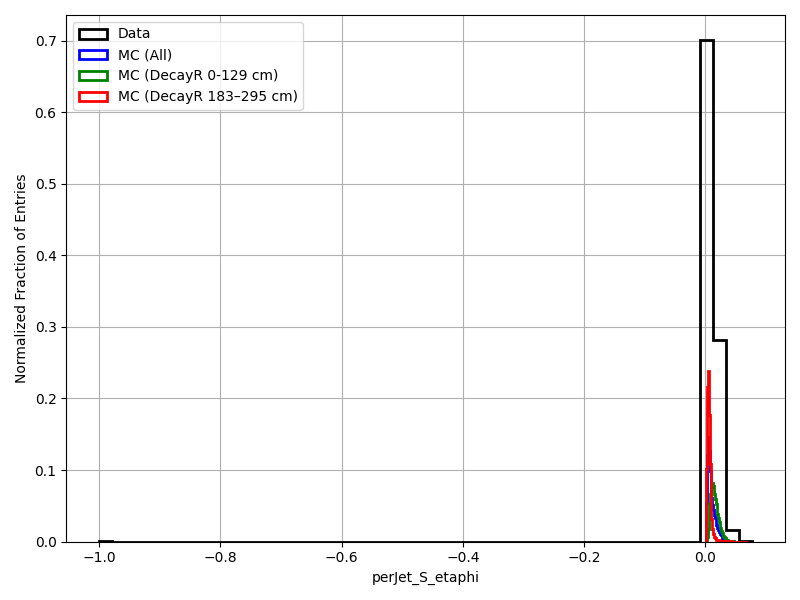 Data
MC (All)
MC (DecayR 0-129 cm)
MC (DecayR 183–295 cm)
Normalized Fraction of Entries
0.7
0.6
0.5
0.4
0.3
0.2
0.1
0.0
−1.0 −0.8 −0.6 −0.4 −0.2 0.0
perJet_S_etaphi